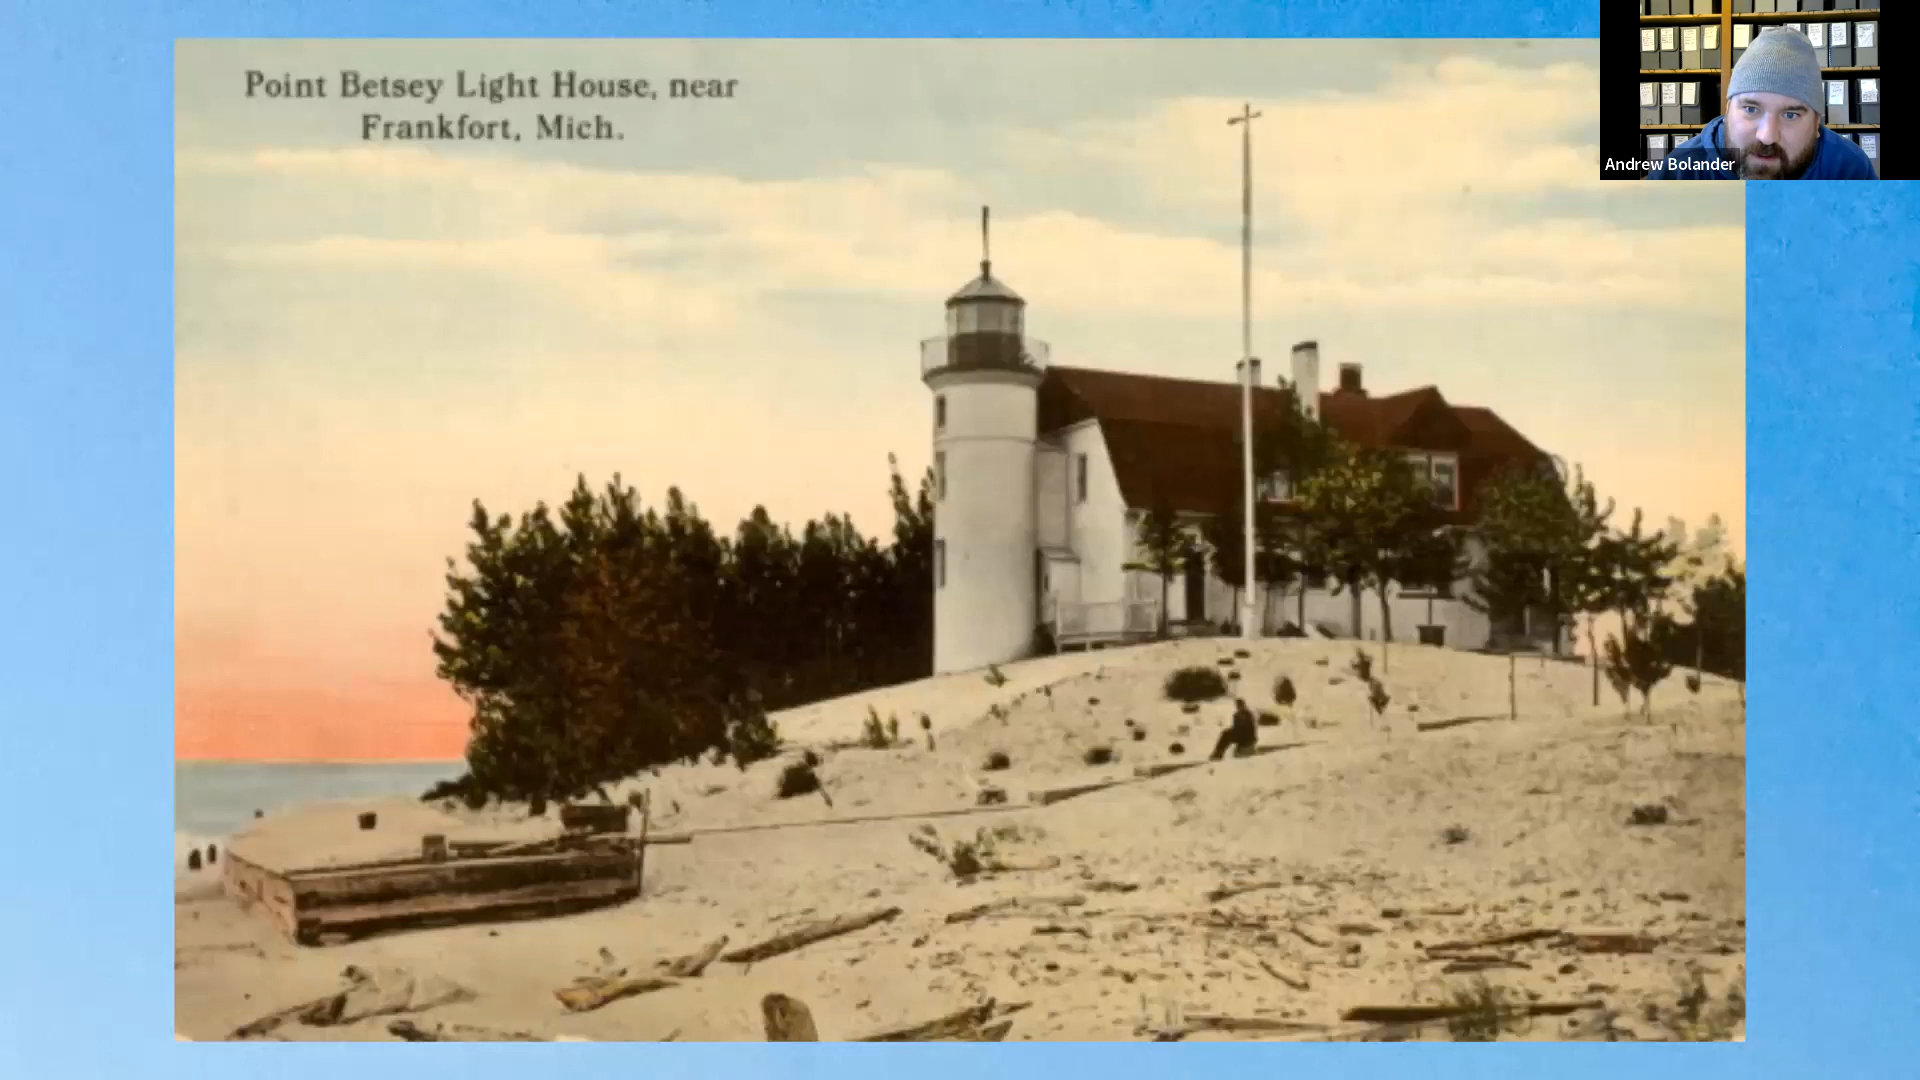 Point Betsey Light House, near
Frankfort, Mich.
Andrew Bolander